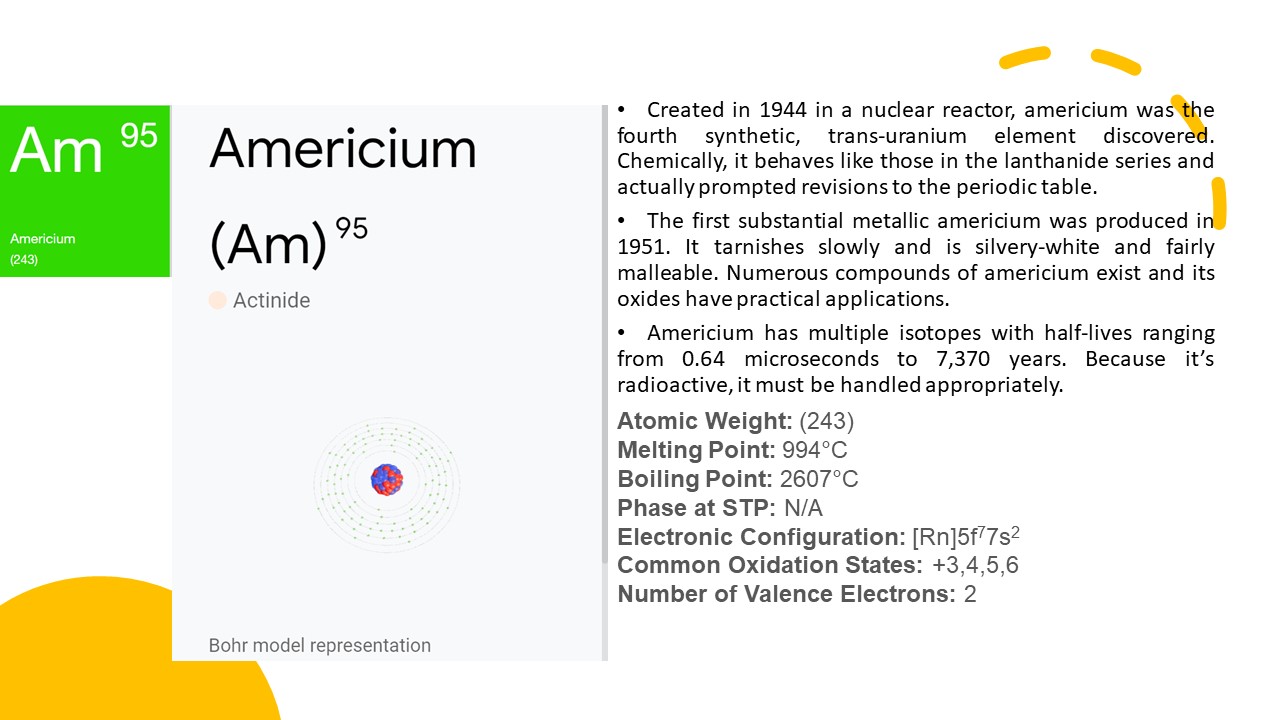 Am 95
Americium
(243)
Americium
(Am)95
Actinide
Bohr model representation
• Created in 1944 in a nuclear reactor, americium was the
fourth synthetic, trans-uranium element discovered.
Chemically, it behaves like those in the lanthanide series and
actually prompted revisions to the periodic table.
• The first substantial metallic americium was produced in
1951. It tarnishes slowly and is silvery-white and fairly
malleable. Numerous compounds of americium exist and its
oxides have practical applications.
• Americium has multiple isotopes with half-lives ranging
from 0.64 microseconds to 7,370 years. Because it’s
radioactive, it must be handled appropriately.
Atomic Weight: (243)
Melting Point: 994°C
Boiling Point: 2607°C
Phase at STP: N/A
Electronic Configuration: [Rn]5f⁷7s²
Common Oxidation States: +3,4,5,6
Number of Valence Electrons: 2